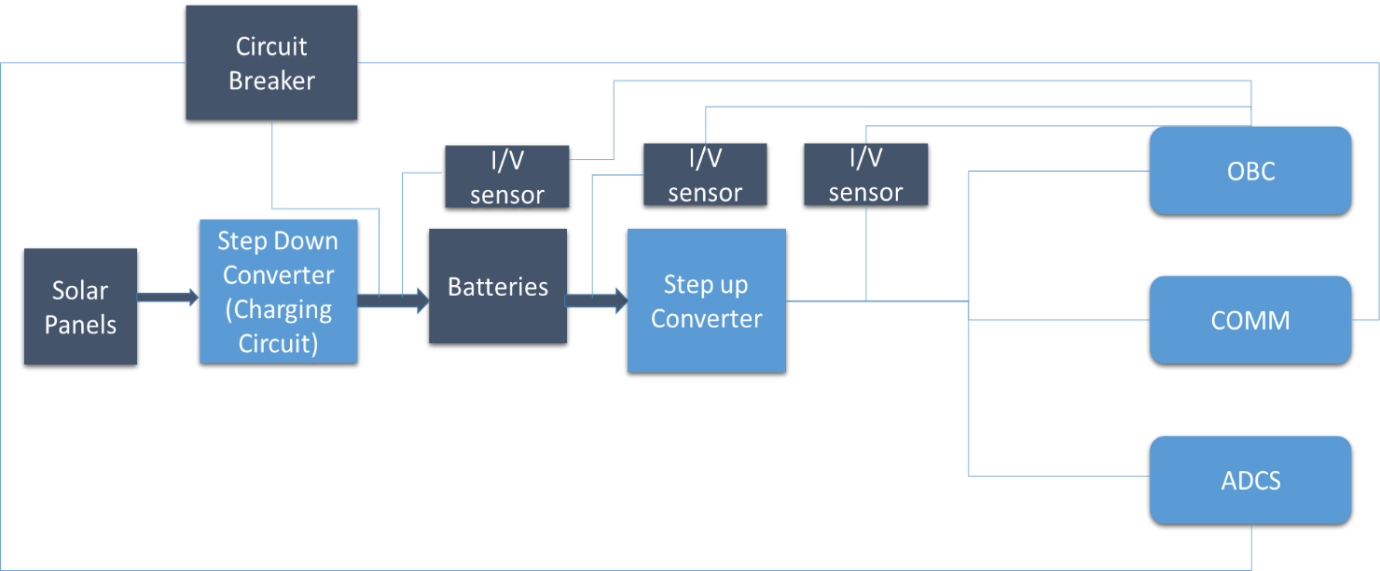 Circuit
Breaker
I/V
sensor
I/V
sensor
I/V
sensor
OBC
Step Down
Converter
(Charging
Circuit)
Solar
Panels
Batteries
Step up
Converter
COMM
ADCS